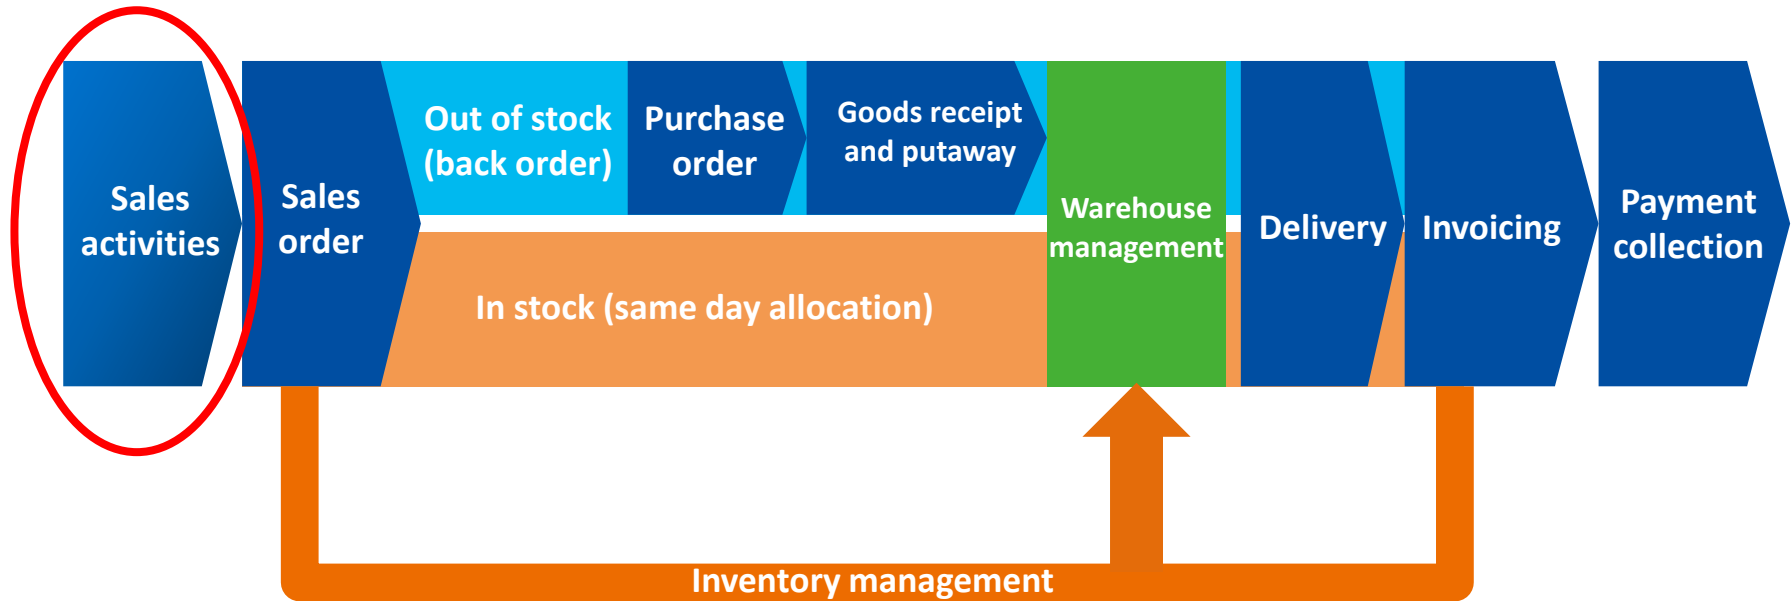 Sales
activities
Sales
order
Out of stock
(back order)
Purchase
order
Goods receipt
and putaway
In stock (same day allocation)
Warehouse
management
Delivery
Invoicing
Payment
collection
Inventory management